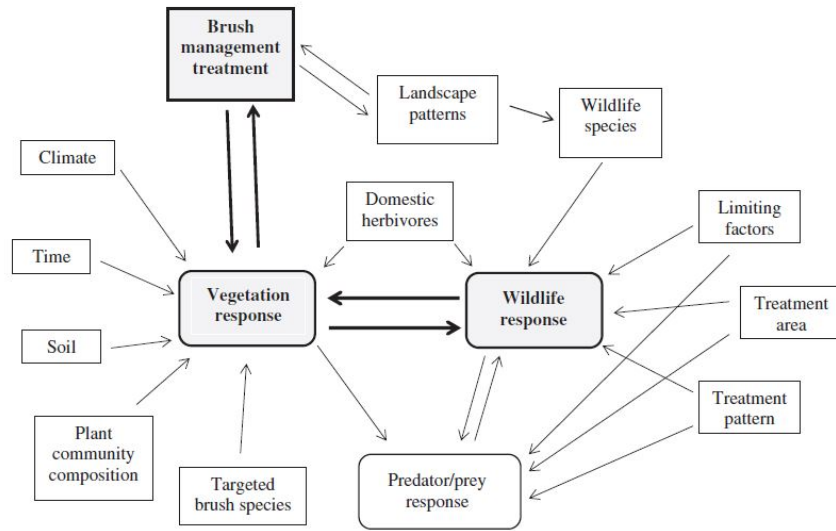 Brush
management
treatment
Landscape
patterns
Wildlife
species
Climate
Domestic
herbivores
Limiting
factors
Time
Vegetation
response
Wildlife
response
Treatment
area
Soil
Treatment
pattern
Plant
community
composition
Targeted
brush species
Predator/prey
response